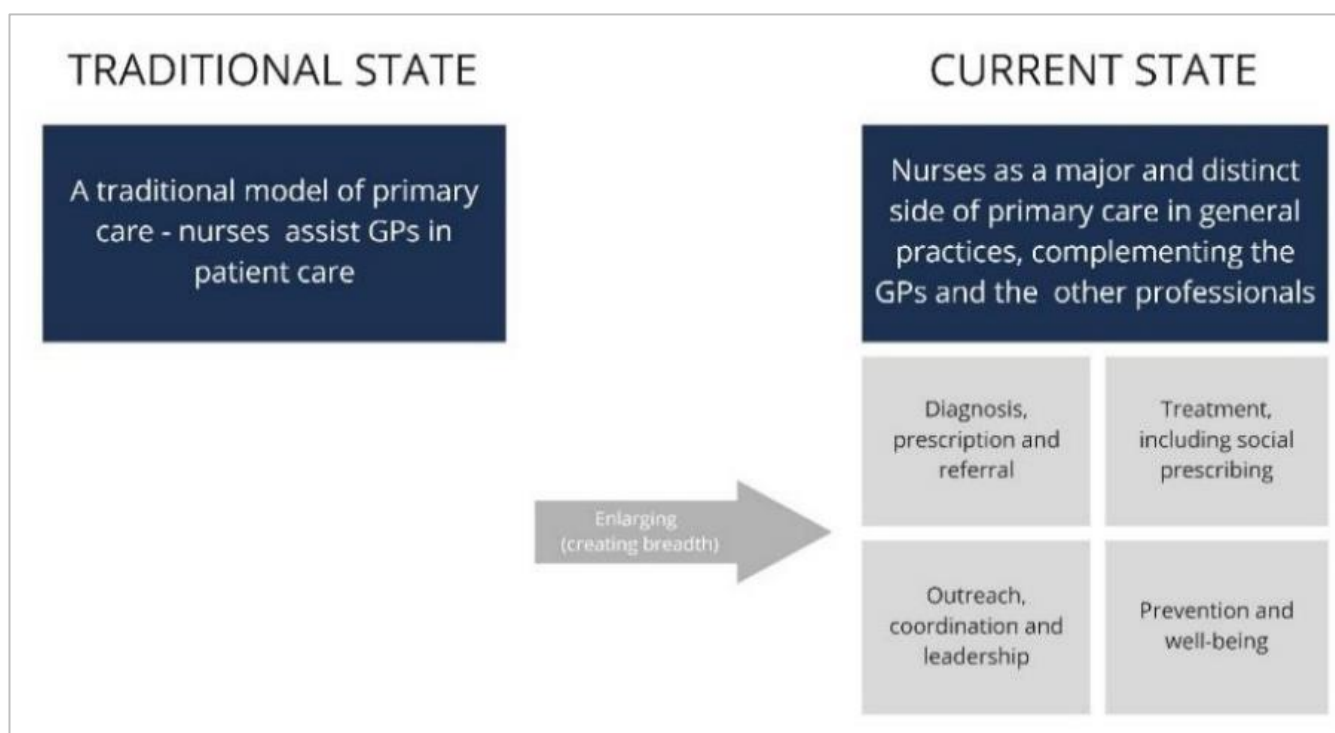 TRADITIONAL STATE
A traditional model of primary
care - nurses assist GPs in
patient care
Enlarging
(creating breadth)
CURRENT STATE
Nurses as a major and distinct
side of primary care in general
practices, complementing the
GPs and the other professionals
Diagnosis,
prescription and
referral
Treatment,
including social
prescribing
Outreach,
coordination and
leadership
Prevention and
well-being